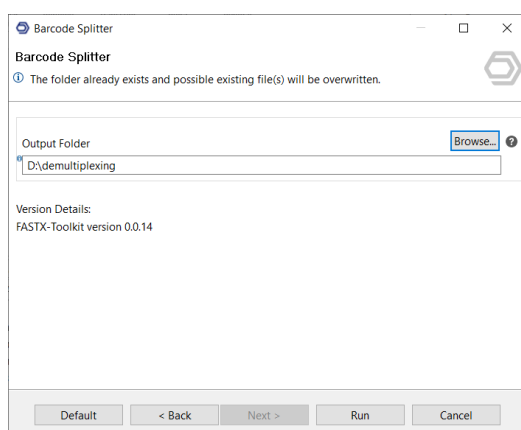 Barcode Splitter
Barcode Splitter
The folder already exists and possible existing file(s) will be overwritten.
Output Folder
Browse...
D:\demultiplexing
Version Details:
FASTX-Toolkit version 0.0.14
Default
< Back
Next >
Run
Cancel